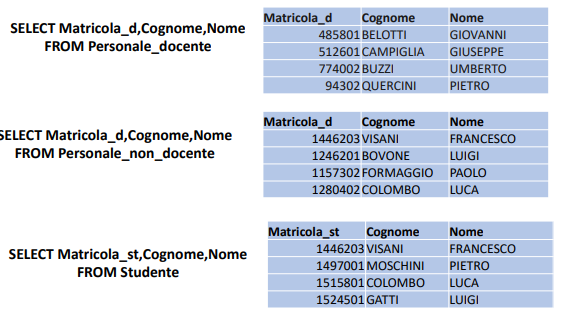 SELECT Matricola_d,Cognome,Nome
FROM Personale_docente
Matricola_d Cognome Nome
485801 BELOTTI GIOVANNI
512601 CAMPIGLIA GIUSEPPE
774002 BUZZI UMBERTO
94302 QUERCINI PIETRO
SELECT Matricola_d,Cognome,Nome
FROM Personale_non_docente
Matricola_d Cognome Nome
1446203 VISANI FRANCESCO
1246201 BOVONE LUIGI
1157302 FORMAGGIO PAOLO
1280402 COLOMBO LUCA
SELECT Matricola_st,Cognome,Nome
FROM Studente
Matricola_st Cognome Nome
1446203 VISANI FRANCESCO
1497001 MOSCHINI PIETRO
1515801 COLOMBO LUCA
1524501 GATTI LUIGI